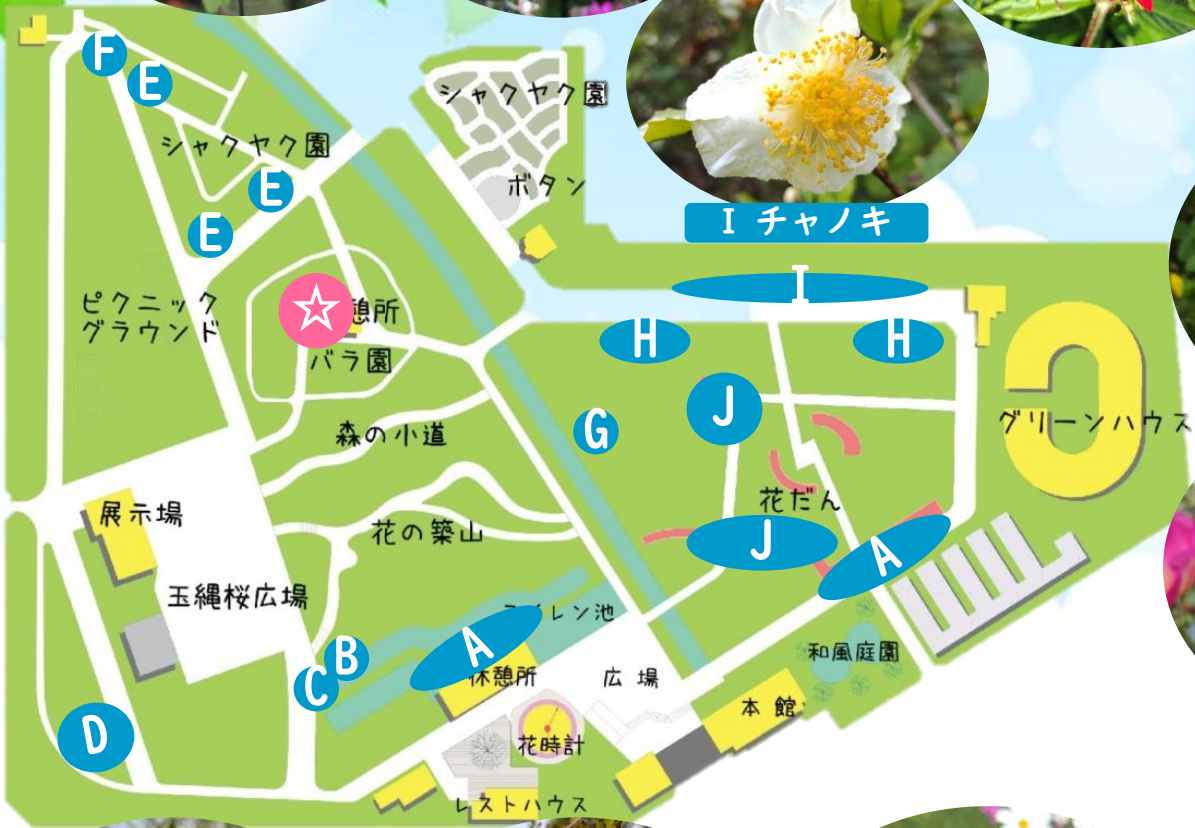 F
E
シャクヤク園
シャクヤク園
E
ボタン
E
I チャノキ
I
ピクニック
グラウンド
☆
憩所
バラ園
H
H
J
G
グリーンハウス
森の小道
花だん
展示場
花の築山
J
A
玉縄桜広場
レン池
A
B
C
休憩所
広場
和風庭園
本館
D
花時計
レストハウス